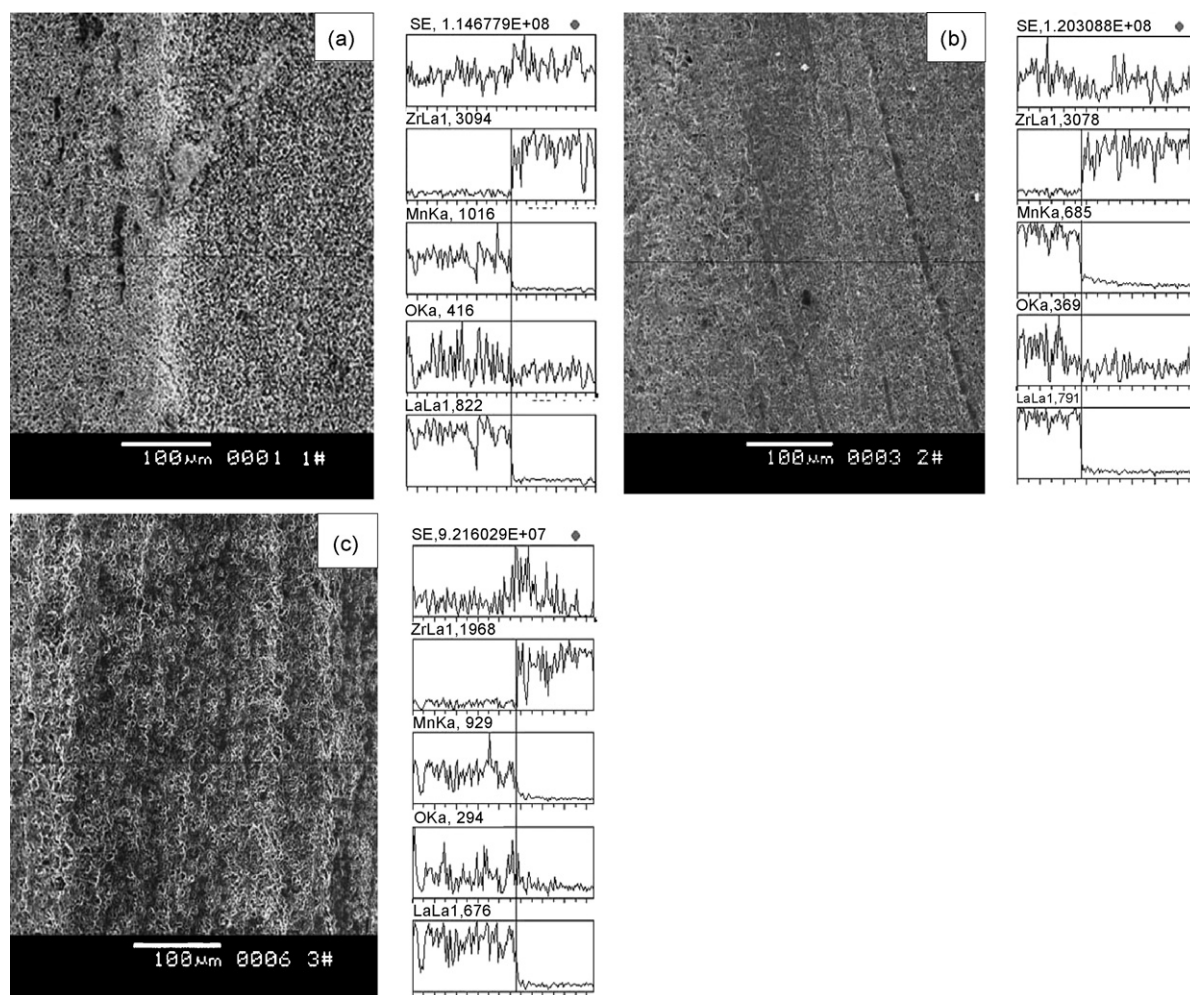 (a)
SE, 1.146779E+08
ZrLa1, 3094
MnKa, 1016
OKa, 416
LaLa1,822
100μm 0001 1#
(b)
SE, 1.203088E+08
ZrLa1,3078
MnKa,685
OKa,369
LaLa1,791
100μm 0003 2#
(c)
SE,9.216029E+07
ZrLa1,1968
MnKa, 929
OKa, 294
LaLa1,676
100μm 0006 3#